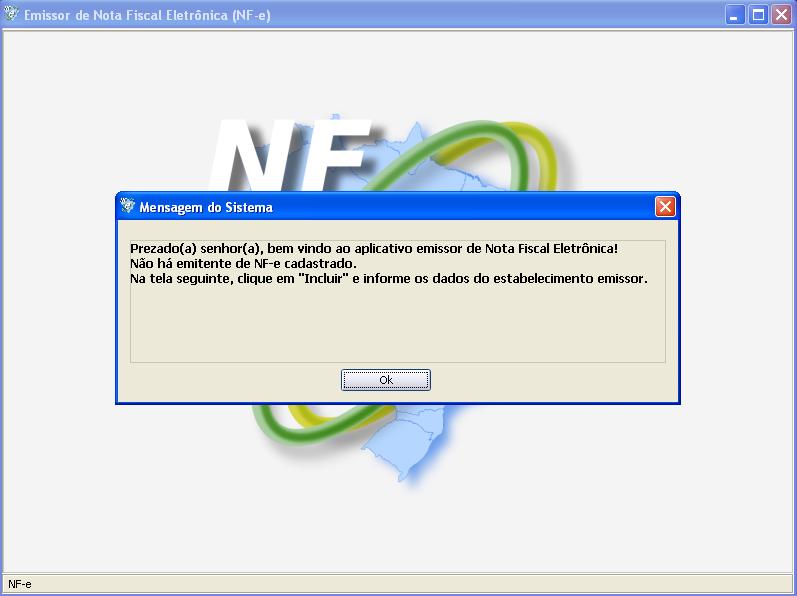 Emissor de Nota Fiscal Eletrônica (NF-e)
NF
Mensagem do Sistema
Prezado(a) senhor(a), bem vindo ao aplicativo emissor de Nota Fiscal Eletrônica!
Não há emitente de NF-e cadastrado.
Na tela seguinte, clique em "Incluir" e informe os dados do estabelecimento emissor.
Ok
NF-e